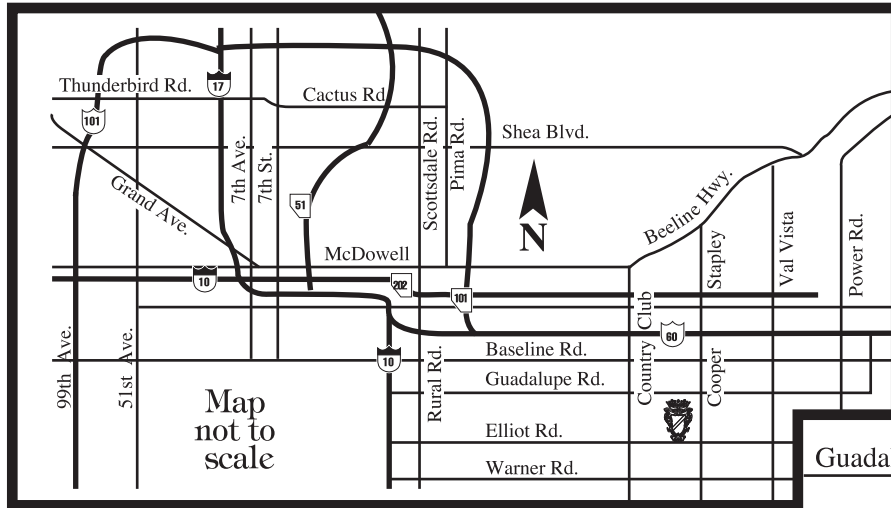 17
Thunderbird Rd.
Cactus Rd
101
Shea Blvd.
7th Ave.
7th St.
Scottsdale Rd.
Pima Rd.
Grand Ave.
51
N
Beeline Hwy.
McDowell
Stapley
Val Vista
Power Rd.
10
202
101
Club
60
99th Ave.
51st Ave.
10
Rural Rd.
Baseline Rd.
Country
Cooper
Guadalupe Rd.
Map
not to
scale
Elliot Rd.
Warner Rd.
Guada